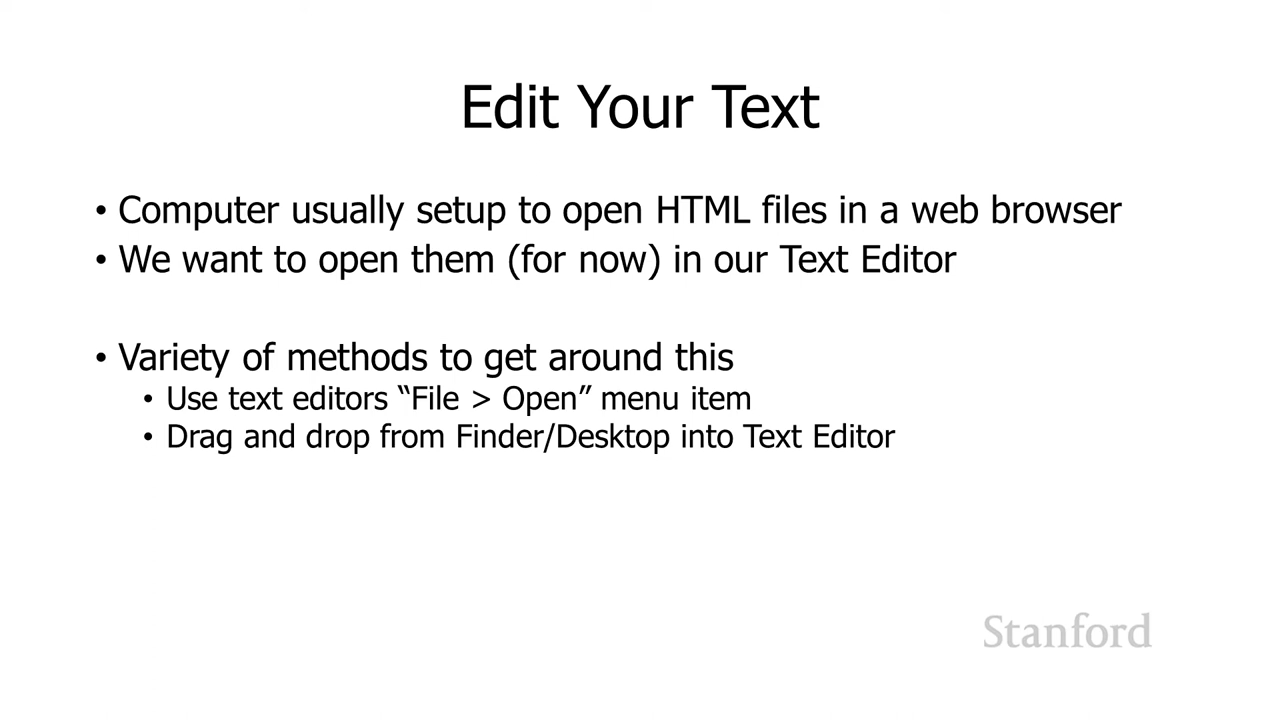 Edit Your Text
• Computer usually setup to open HTML files in a web browser
• We want to open them (for now) in our Text Editor
• Variety of methods to get around this
• Use text editors “File > Open” menu item
• Drag and drop from Finder/Desktop into Text Editor
Stanford